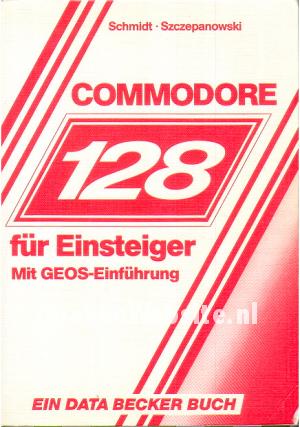 Schmidt · Szczepanowski
COMMODORE
128
für Einsteiger
Mit GEOS-Einführung
EIN DATA BECKER BUCH